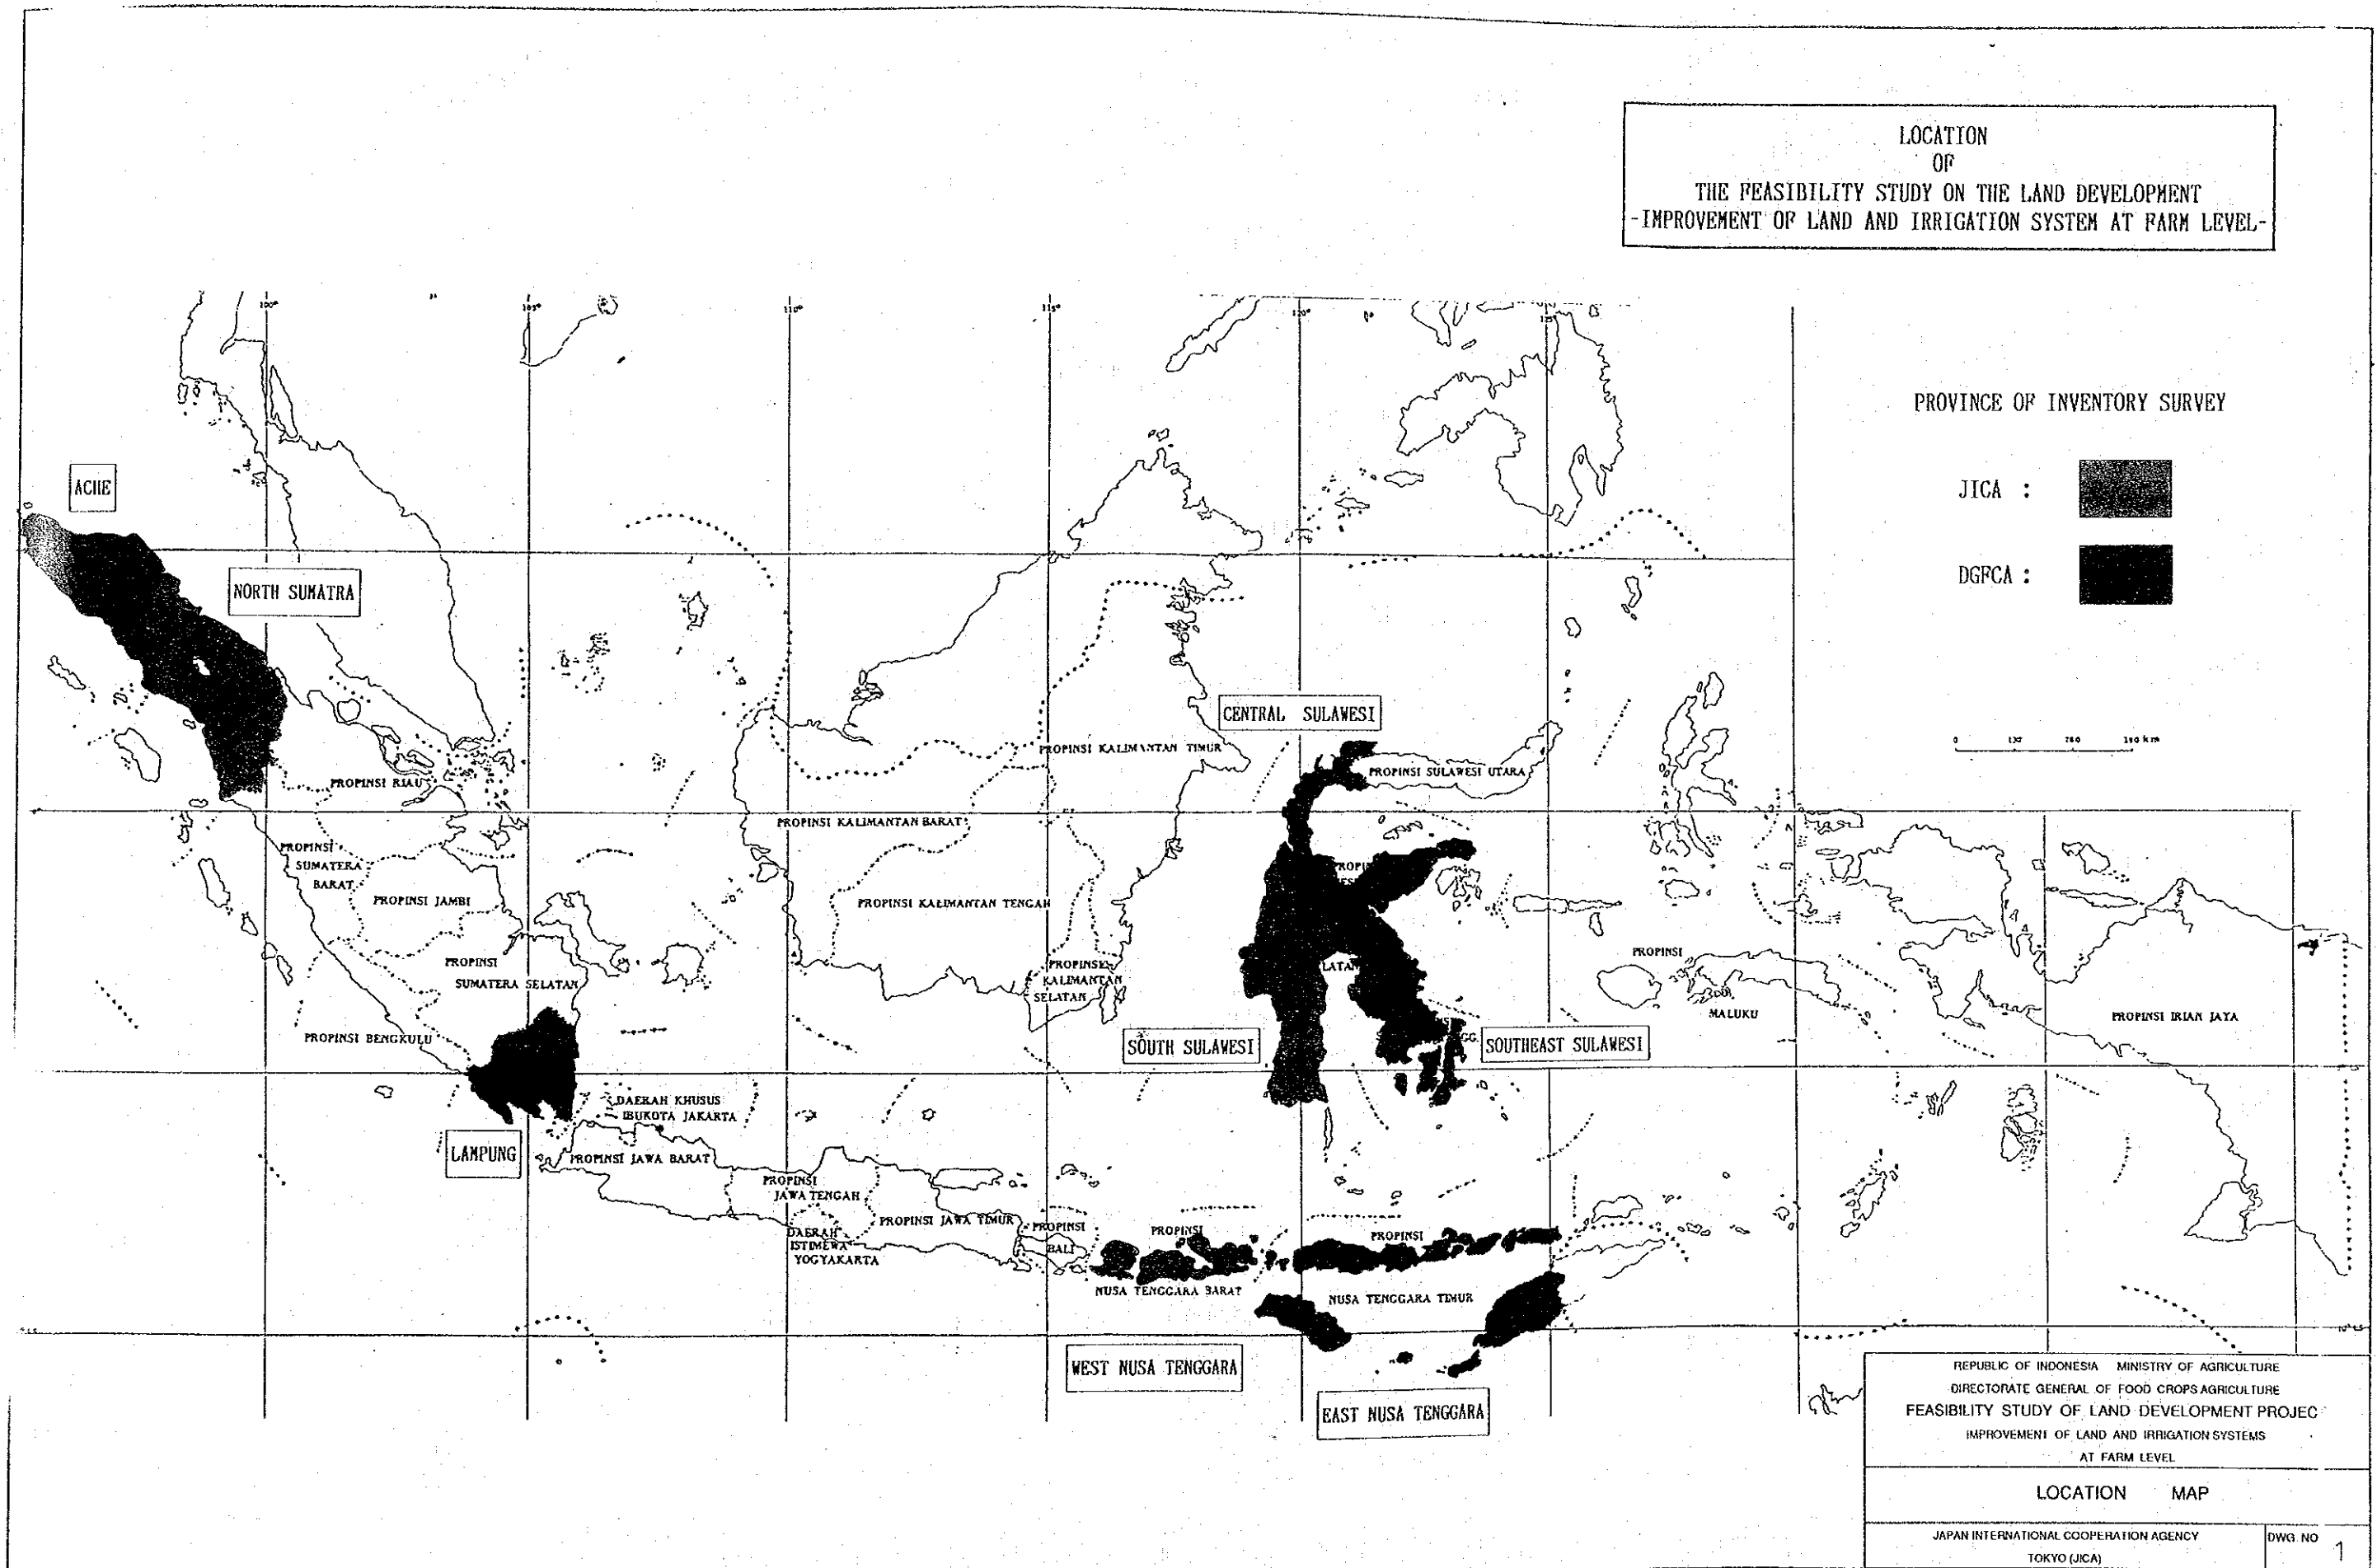 LOCATION
OF
THE FEASIBILITY STUDY ON THE LAND DEVELOPMENT
-IMPROVEMENT OF LAND AND IRRIGATION SYSTEM AT FARM LEVEL-
100°
105°
110°
115°
120°
125°
PROVINCE OF INVENTORY SURVEY
JICA :
DGFCA :
ACHE
NORTH SUMATRA
CENTRAL SULAWESI
PROPINSI KALIMANTAN TIMUR
PROPINSI SULAWESI UTARA
PROPINSI RIAU
PROPINSI KALIMANTAN BARAT
PROPINSI
SUMATERA
BARAT
PROPINSI JAMBI
PROPINSI KALIMANTAN TENGAH
PROPINSI
SUMATERA SELATAN
PROPINSI
KALIMANTAN
SELATAN
LATAN
PROPINSI
MALUKU
PROPINSI IRIAN JAYA
PROPINSI BENGKULU
SOUTH SULAWESI
SOUTHEAST SULAWESI
DAERAH KHUSUS
IBUKOTA JAKARTA
LAMPUNG
PROPINSI JAWA BARAT
PROPINSI
JAWA TENGAH
PROPINSI JAWA TIMUR
DAERAH
ISTIMEWA
YOGYAKARTA
PROPINSI
BALI
PROPINSI
NUSA TENGGARA BARAT
PROPINSI
NUSA TENGGARA TIMUR
WEST NUSA TENGGARA
EAST NUSA TENGGARA
REPUBLIC OF INDONESIA MINISTRY OF AGRICULTURE
DIRECTORATE GENERAL OF FOOD CROPS AGRICULTURE
FEASIBILITY STUDY OF LAND DEVELOPMENT PROJEC
IMPROVEMENT OF LAND AND IRRIGATION SYSTEMS
AT FARM LEVEL
LOCATION MAP
JAPAN INTERNATIONAL COOPERATION AGENCY
TOKYO (JICA)
DWG. NO 1